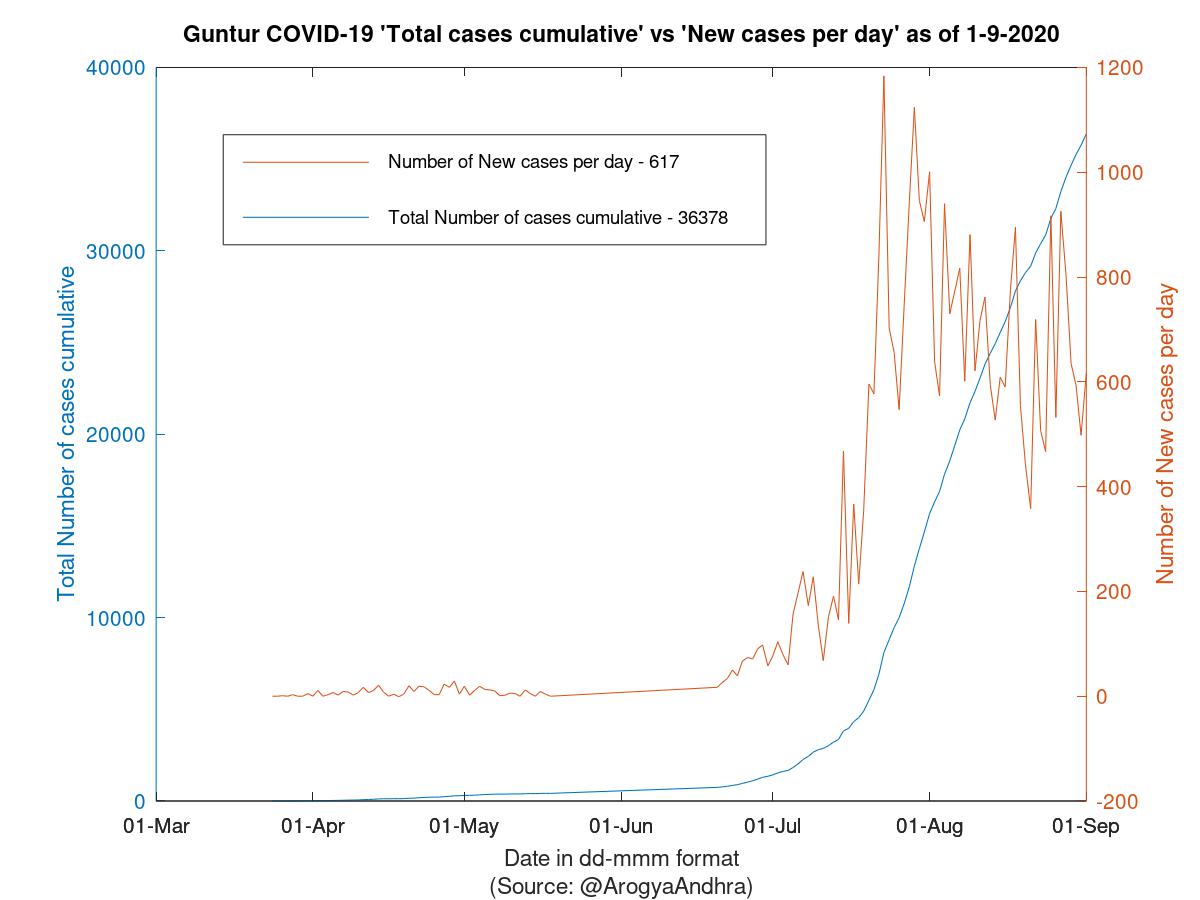 Guntur COVID-19 'Total cases cumulative' vs 'New cases per day' as of 1-9-2020
40000
30000
20000
10000
0
Total Number of cases cumulative
Number of New cases per day - 617
Total Number of cases cumulative - 36378
1200
1000
800
600
400
200
0
-200
Number of New cases per day
01-Mar 01-Apr 01-May 01-Jun 01-Jul 01-Aug 01-Sep
Date in dd-mmm format
(Source: @ArogyaAndhra)